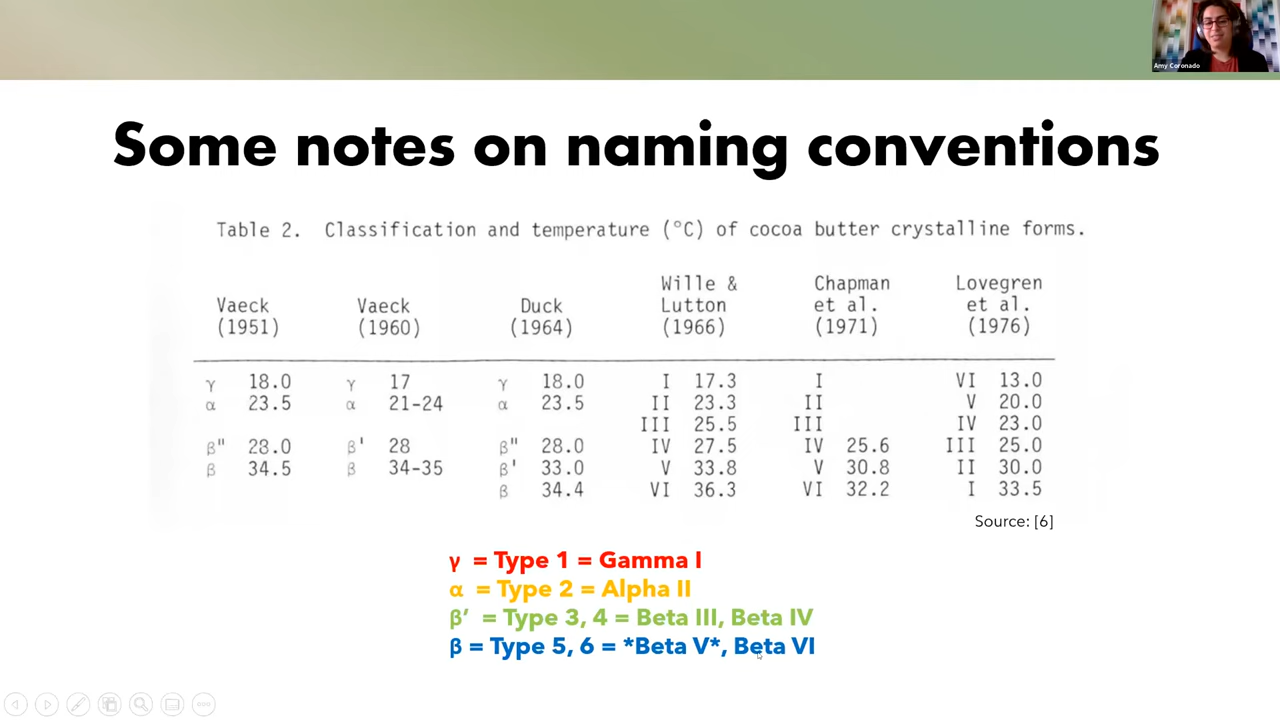 Amy Coronado
Some notes on naming conventions
Table 2. Classification and temperature (°C) of cocoa butter crystalline forms.
Vaeck (1951) Vaeck (1960) Duck (1964) Wille & Lutton (1966) Chapman et al. (1971) Lovegren et al. (1976)
γ 18.0 γ 17 γ 18.0 I 17.3 I VI 13.0
α 23.5 α 21-24 α 23.5 II 23.3 II V 20.0
III 25.5 III IV 23.0
β" 28.0 β' 28 β" 28.0 IV 27.5 IV 25.6 III 25.0
β 34.5 β 34-35 β' 33.0 V 33.8 V 30.8 II 30.0
β 34.4 VI 36.3 VI 32.2 I 33.5
Source: [6]
γ = Type 1 = Gamma I
α = Type 2 = Alpha II
β’ = Type 3, 4 = Beta III, Beta IV
β = Type 5, 6 = *Beta V*, Beta VI